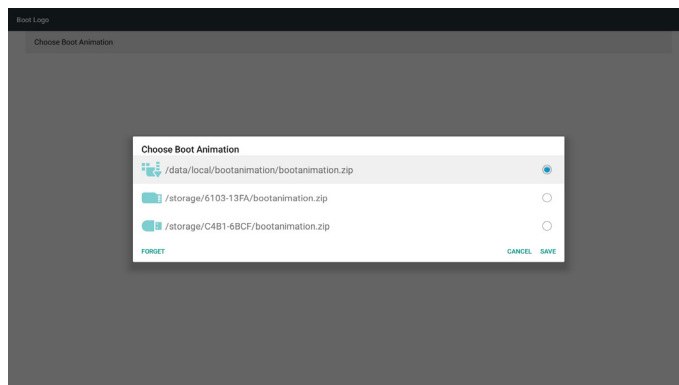 Boot Logo
Choose Boot Animation
Choose Boot Animation
/data/local/bootanimation/bootanimation.zip
/storage/6103-13FA/bootanimation.zip
/storage/C4B1-6BCF/bootanimation.zip
FORGET CANCEL SAVE